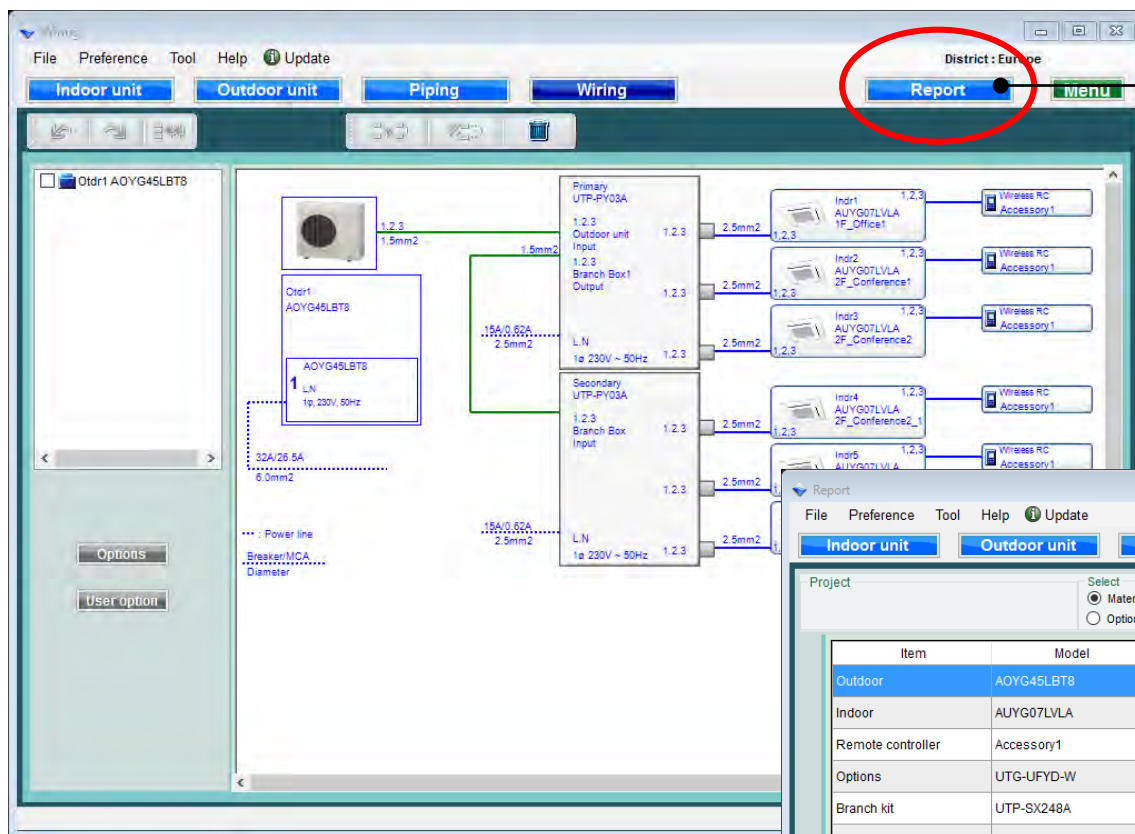 Wiring
File Preference Tool Help Update
District : Europe
Indoor unit Outdoor unit Piping Wiring Report Menu
Otdr1 AOYG45LBT8
Options
User option
1.2.3
1.5mm2
Otdr1
AOYG45LBT8
AOYG45LBT8
1 L,N
1φ, 230V, 50Hz
32A/26.5A
6.0mm2
: Power line
Breaker/MCA
Diameter
1.5mm2
15A/0.62A
2.5mm2
15A/0.62A
2.5mm2
Primary
UTP-PY03A
1.2.3
Outdoor unit
Input
1.2.3
Branch Box1
Output
L.N
1ø 230V ~ 50Hz
1.2.3
1.2.3
1.2.3
Secondary
UTP-PY03A
1.2.3
Branch Box
Input
L.N
1ø 230V ~ 50Hz
1.2.3
1.2.3
1.2.3
2.5mm2
1,2,3
Indr1 1,2,3
AUYG07LVLA
1F_Office1
Wireless RC
Accessory1
2.5mm2
1,2,3
Indr2 1,2,3
AUYG07LVLA
2F_Conference1
Wireless RC
Accessory1
2.5mm2
1,2,3
Indr3 1,2,3
AUYG07LVLA
2F_Conference2
Wireless RC
Accessory1
2.5mm2
1,2,3
Indr4 1,2,3
AUYG07LVLA
2F_Conference2_1
Wireless RC
Accessory1
2.5mm2
Indr5 1,2,3
AUYG07LVLA
Wireless RC
Accessory1
2.5mm2
Report
File Preference Tool Help Update
Indoor unit Outdoor unit
Project
Select
Mater
Option
Item Model
Outdoor AOYG45LBT8
Indoor AUYG07LVLA
Remote controller Accessory1
Options UTG-UFYD-W
Branch kit UTP-SX248A